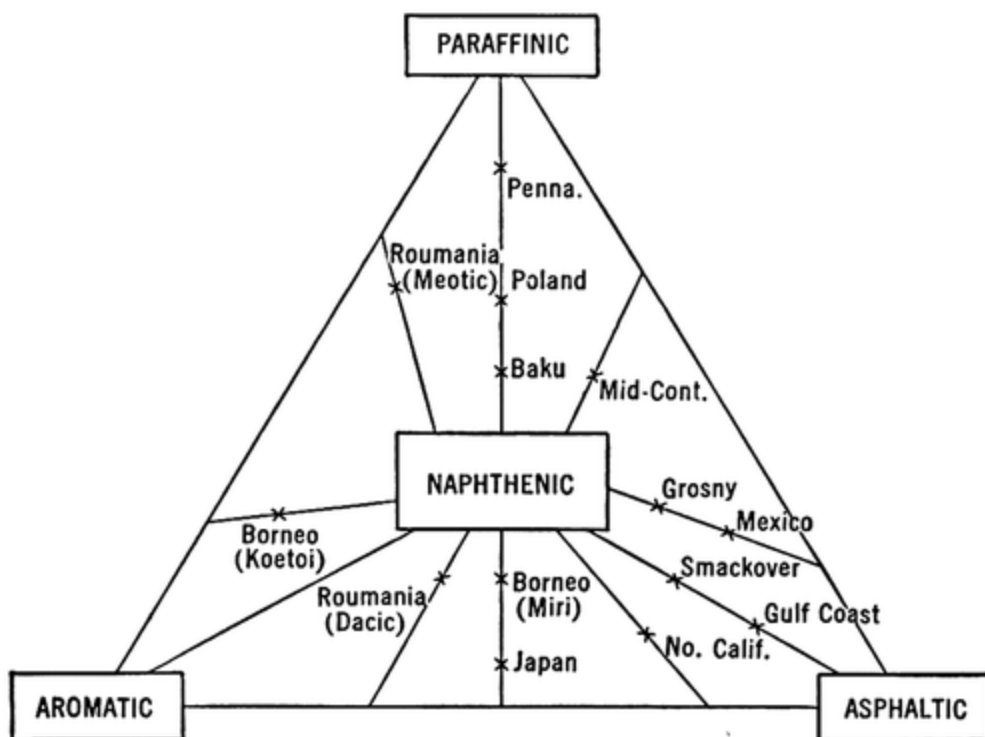 PARAFFINIC
Penna.
Roumania
(Meotic)
Poland
Baku
Mid-Cont.
NAPHTHENIC
Grosny
Mexico
Borneo
(Koetoi)
Smackover
Roumania
(Dacic)
Borneo
(Miri)
Gulf Coast
No. Calif.
Japan
AROMATIC
ASPHALTIC